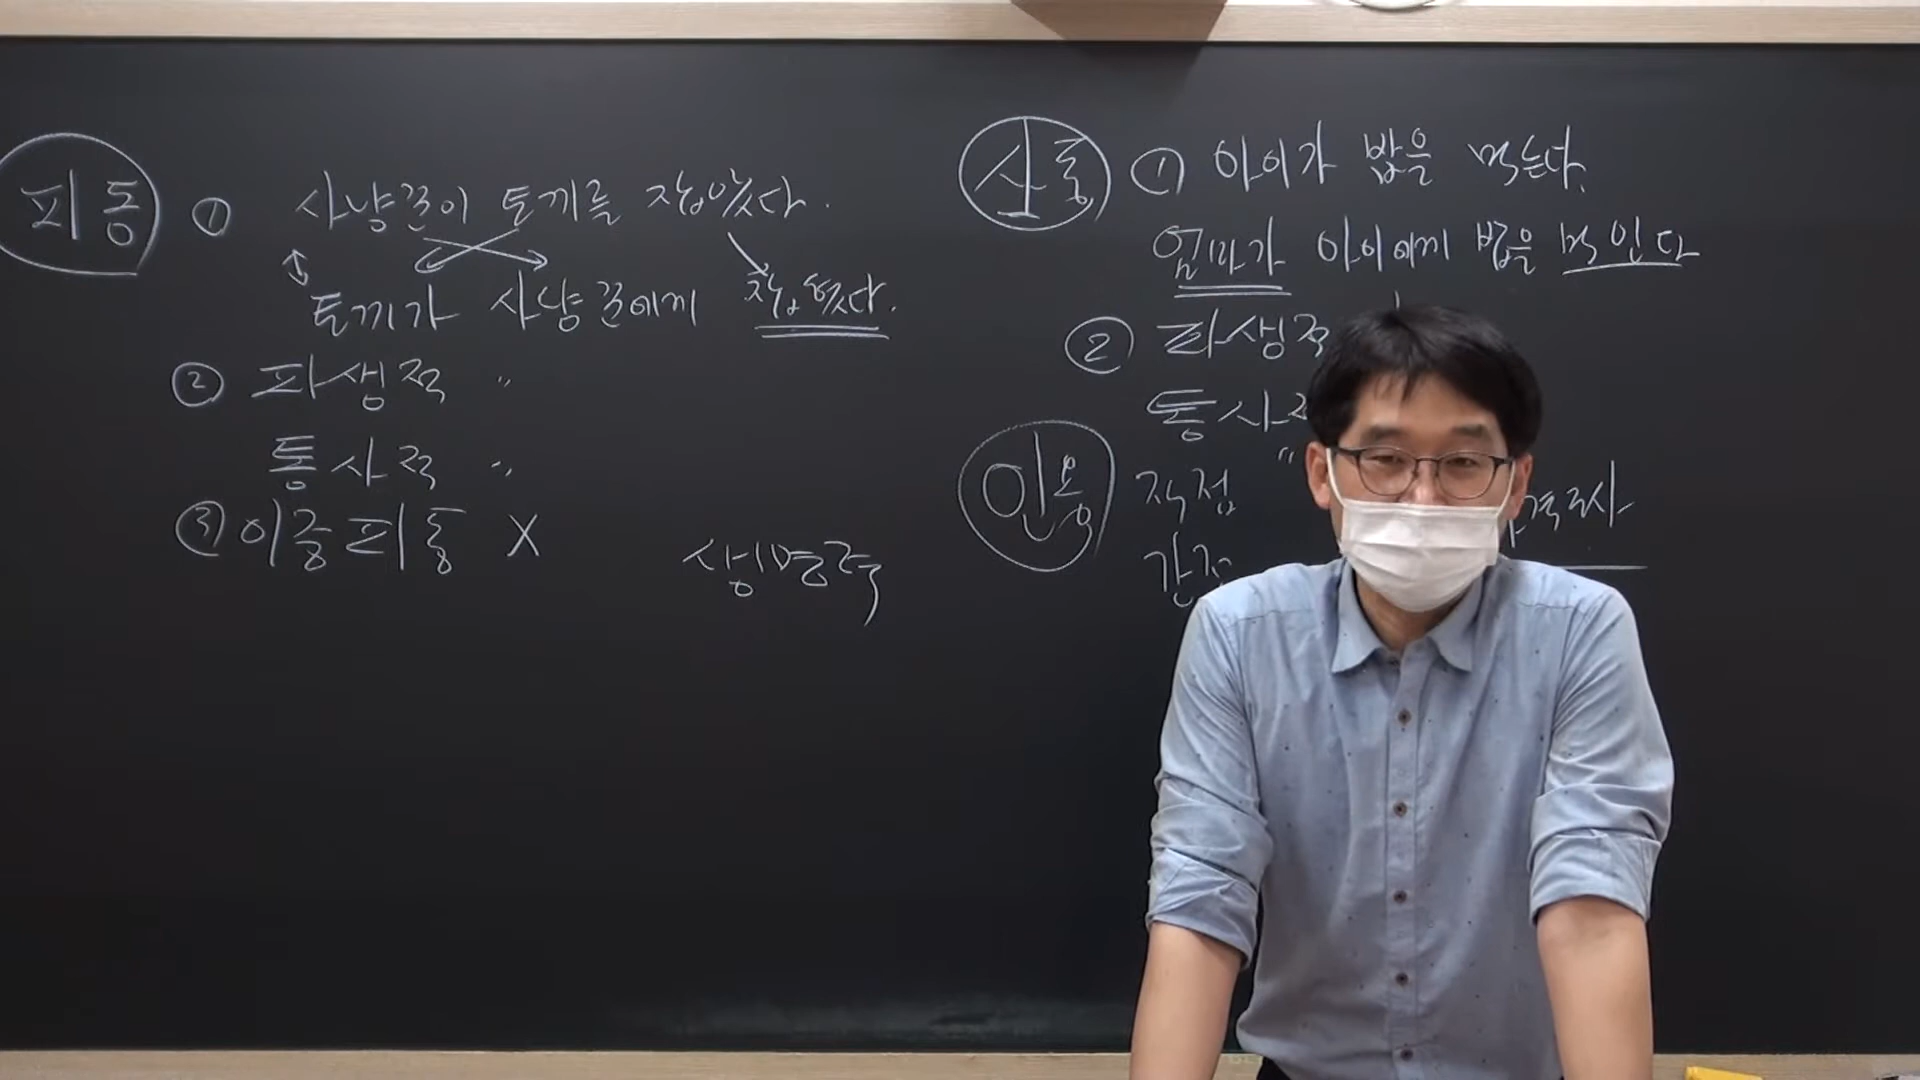 피동 ① 사냥꾼이 토끼를 잡았다.
토끼가 사냥꾼에게 잡혔다.
② 파생적 〃
통사적 〃
③ 이중피동 X
생명력
사동 ① 아이가 밥을 먹는다.
엄마가 아이에게 밥을 먹인다
② 파생적
통사적
〃
인용 직접
간접
격조사